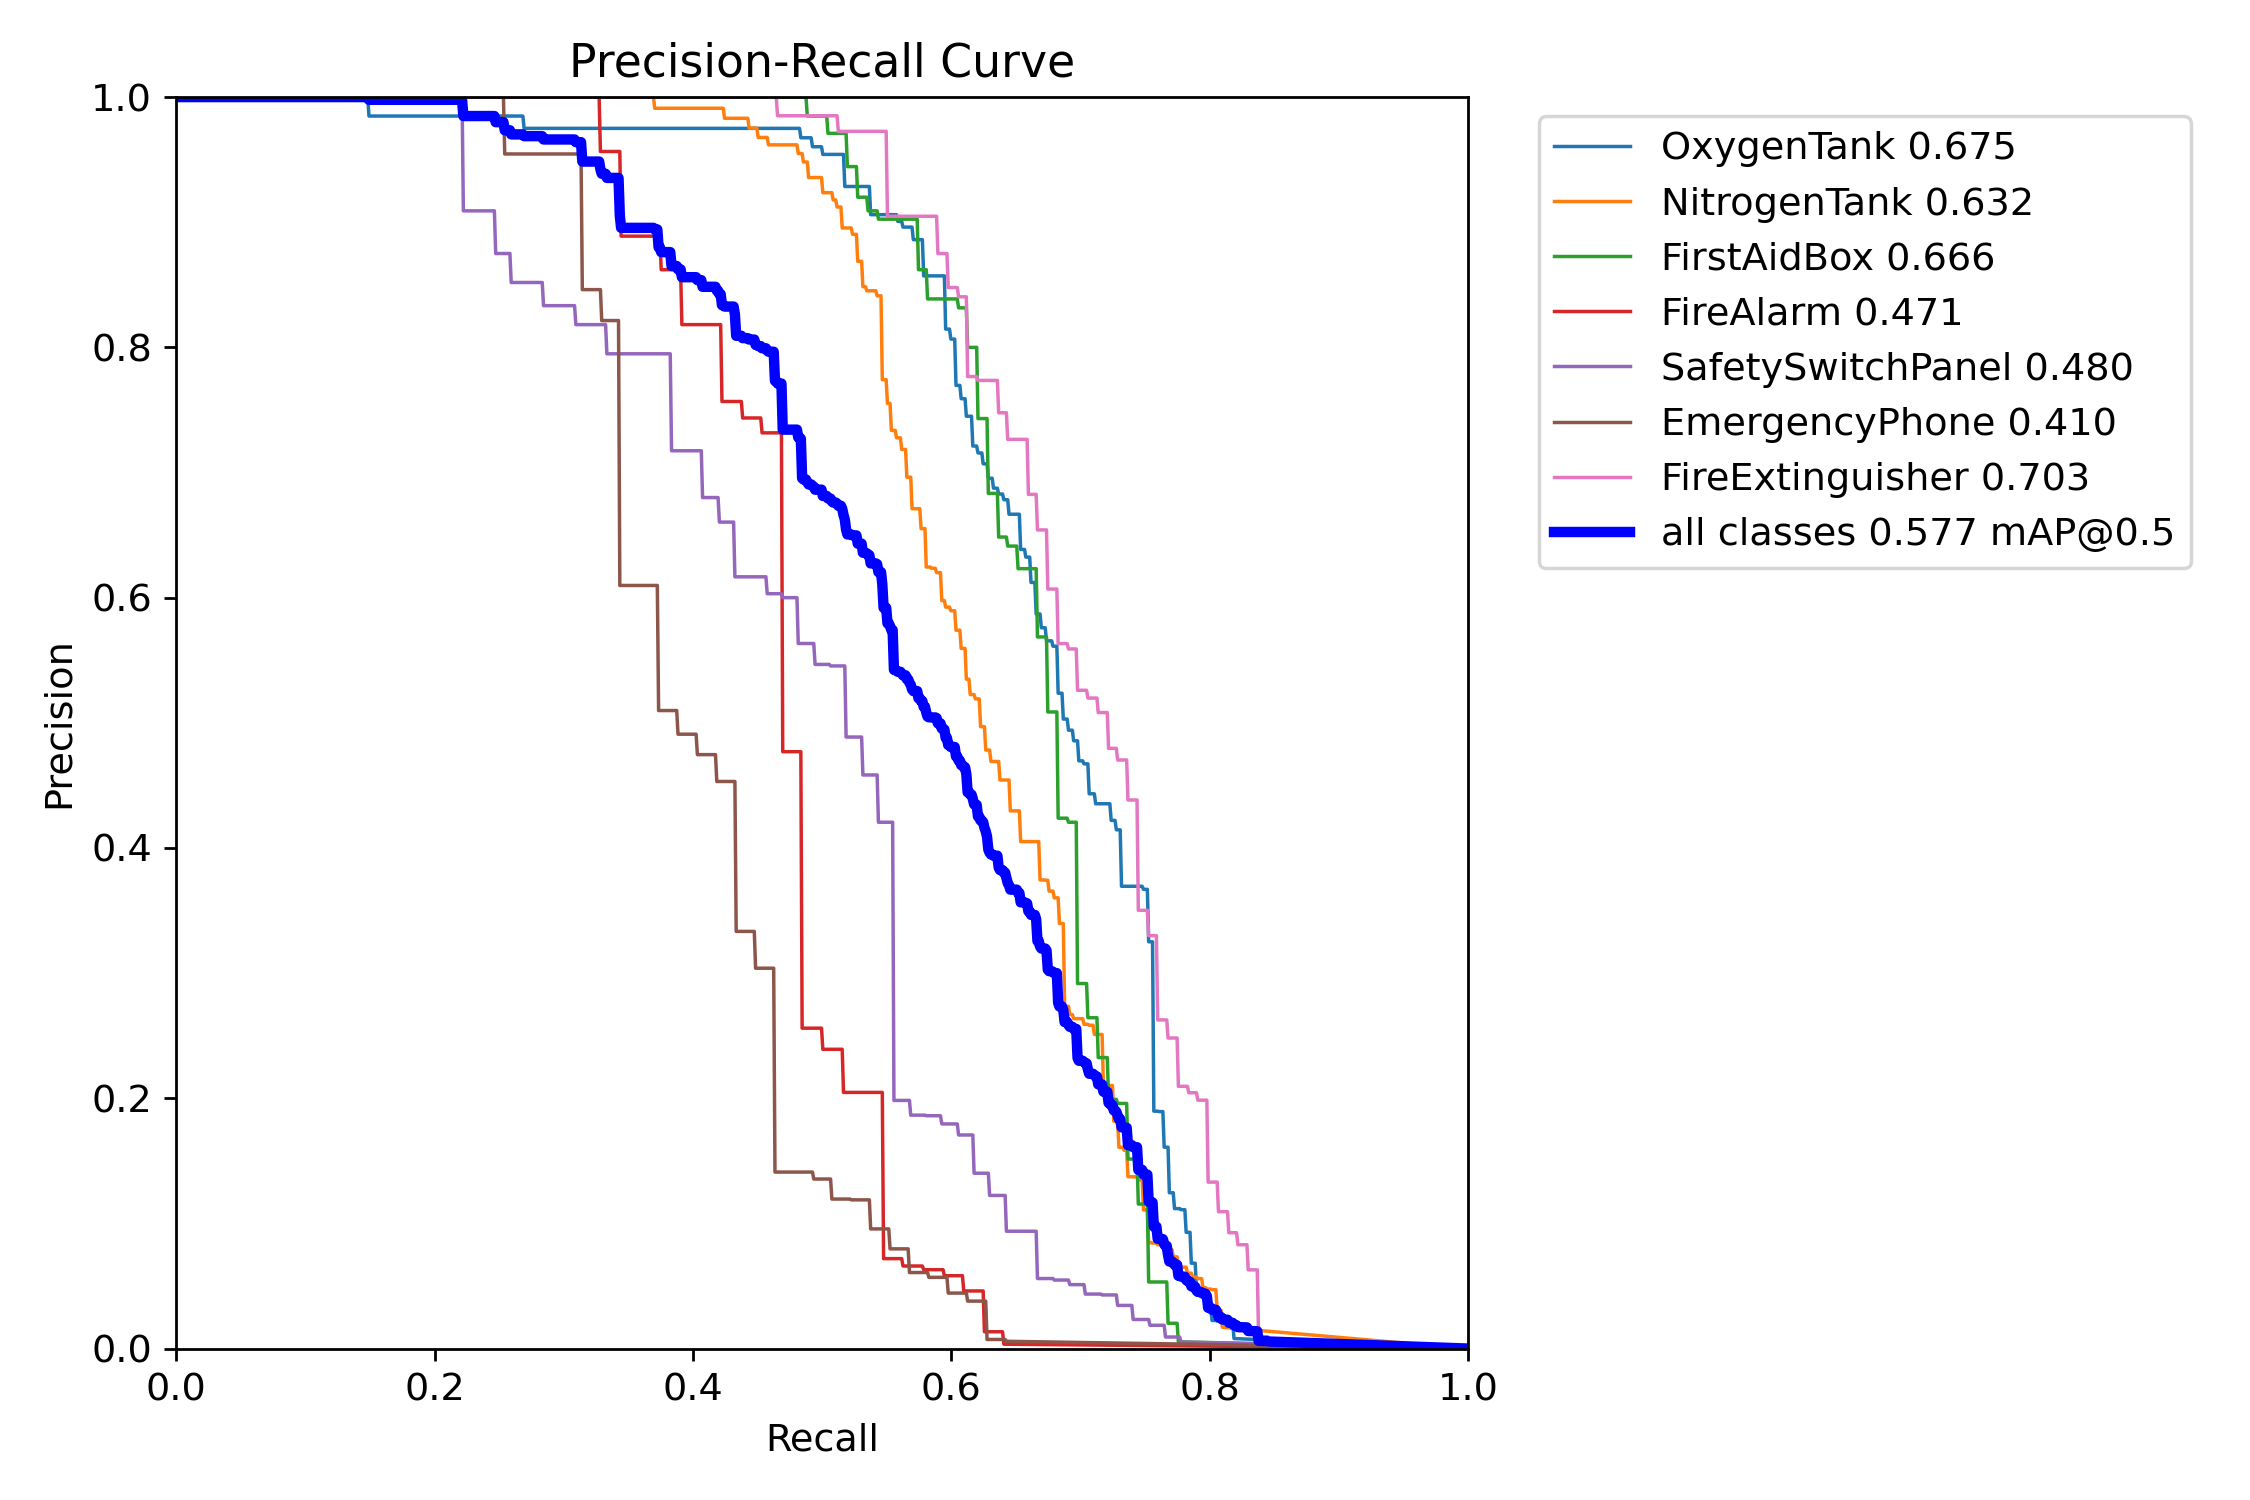 Precision-Recall Curve
1.0
0.8
0.6
0.4
0.2
0.0
Precision
0.0 0.2 0.4 0.6 0.8 1.0
Recall
OxygenTank 0.675
NitrogenTank 0.632
FirstAidBox 0.666
FireAlarm 0.471
SafetySwitchPanel 0.480
EmergencyPhone 0.410
FireExtinguisher 0.703
all classes 0.577 mAP@0.5